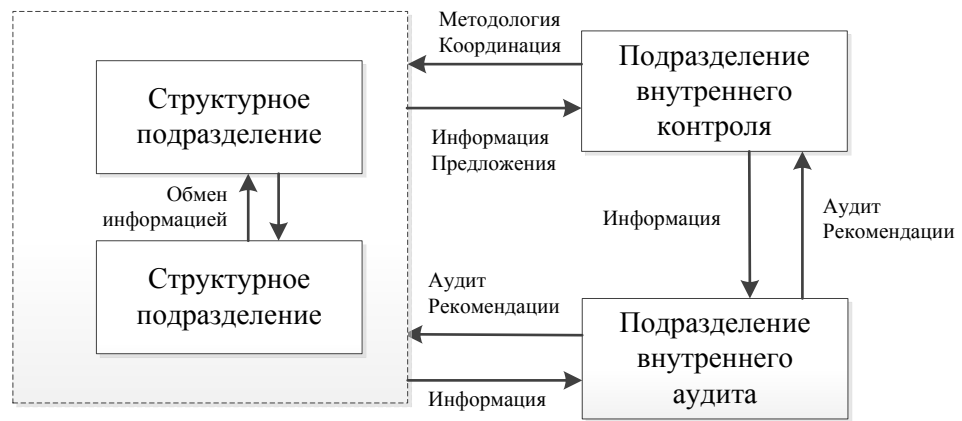 Методология
Координация
Подразделение
внутреннего
контроля
Структурное
подразделение
Информация
Предложения
Обмен
информацией
Информация
Аудит
Рекомендации
Структурное
подразделение
Аудит
Рекомендации
Подразделение
внутреннего
аудита
Информация